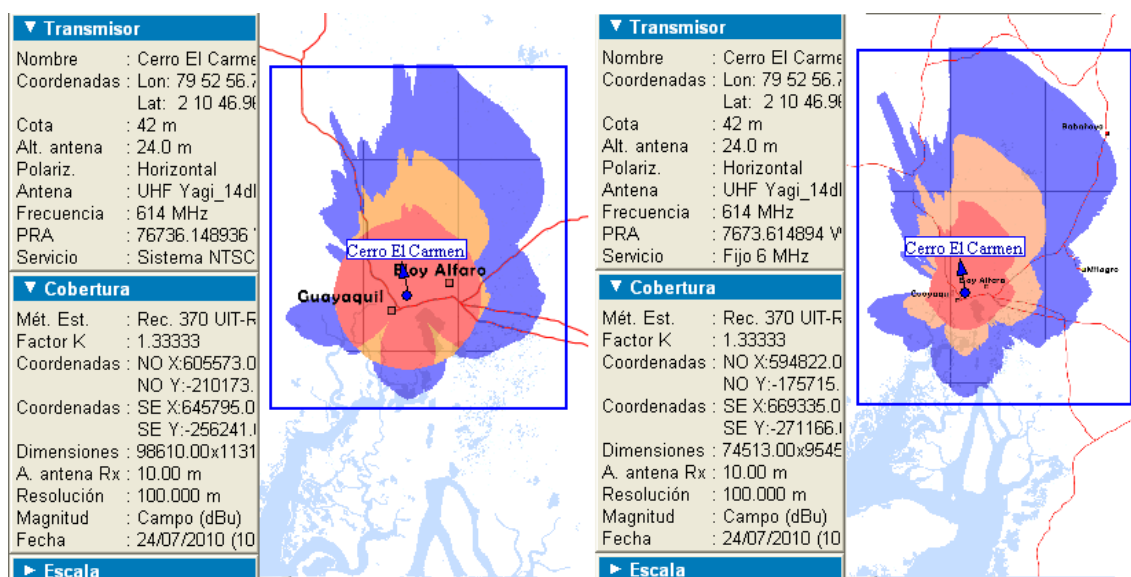 ▼ Transmisor
Nombre : Cerro El Carme
Coordenadas : Lon: 79 52 56.7
Lat: 2 10 46.96
Cota : 42 m
Alt. antena : 24.0 m
Polariz. : Horizontal
Antena : UHF Yagi_14dl
Frecuencia : 614 MHz
PRA : 76736.148936
Servicio : Sistema NTSC
▼ Cobertura
Mét. Est. : Rec. 370 UIT-R
Factor K : 1.33333
Coordenadas : NO X:605573.0
NO Y:-210173.
Coordenadas : SE X:645795.0
SE Y:-256241.0
Dimensiones : 98610.00x1131
A. antena Rx : 10.00 m
Resolución : 100.000 m
Magnitud : Campo (dBu)
Fecha : 24/07/2010 (10
► Escala
Cerro El Carmen
Eloy Alfaro
Guayaquil
▼ Transmisor
Nombre : Cerro El Carme
Coordenadas : Lon: 79 52 56.7
Lat: 2 10 46.96
Cota : 42 m
Alt. antena : 24.0 m
Polariz. : Horizontal
Antena : UHF Yagi_14dl
Frecuencia : 614 MHz
PRA : 7673.614894 W
Servicio : Fijo 6 MHz
▼ Cobertura
Mét. Est. : Rec. 370 UIT-R
Factor K : 1.33333
Coordenadas : NO X:594822.0
NO Y:-175715.
Coordenadas : SE X:669335.0
SE Y:-271166.0
Dimensiones : 74513.00x9545
A. antena Rx : 10.00 m
Resolución : 100.000 m
Magnitud : Campo (dBu)
Fecha : 24/07/2010 (10
► Escala
Babahoyo
Cerro El Carmen
Milagro
Eloy Alfaro
Guayaquil